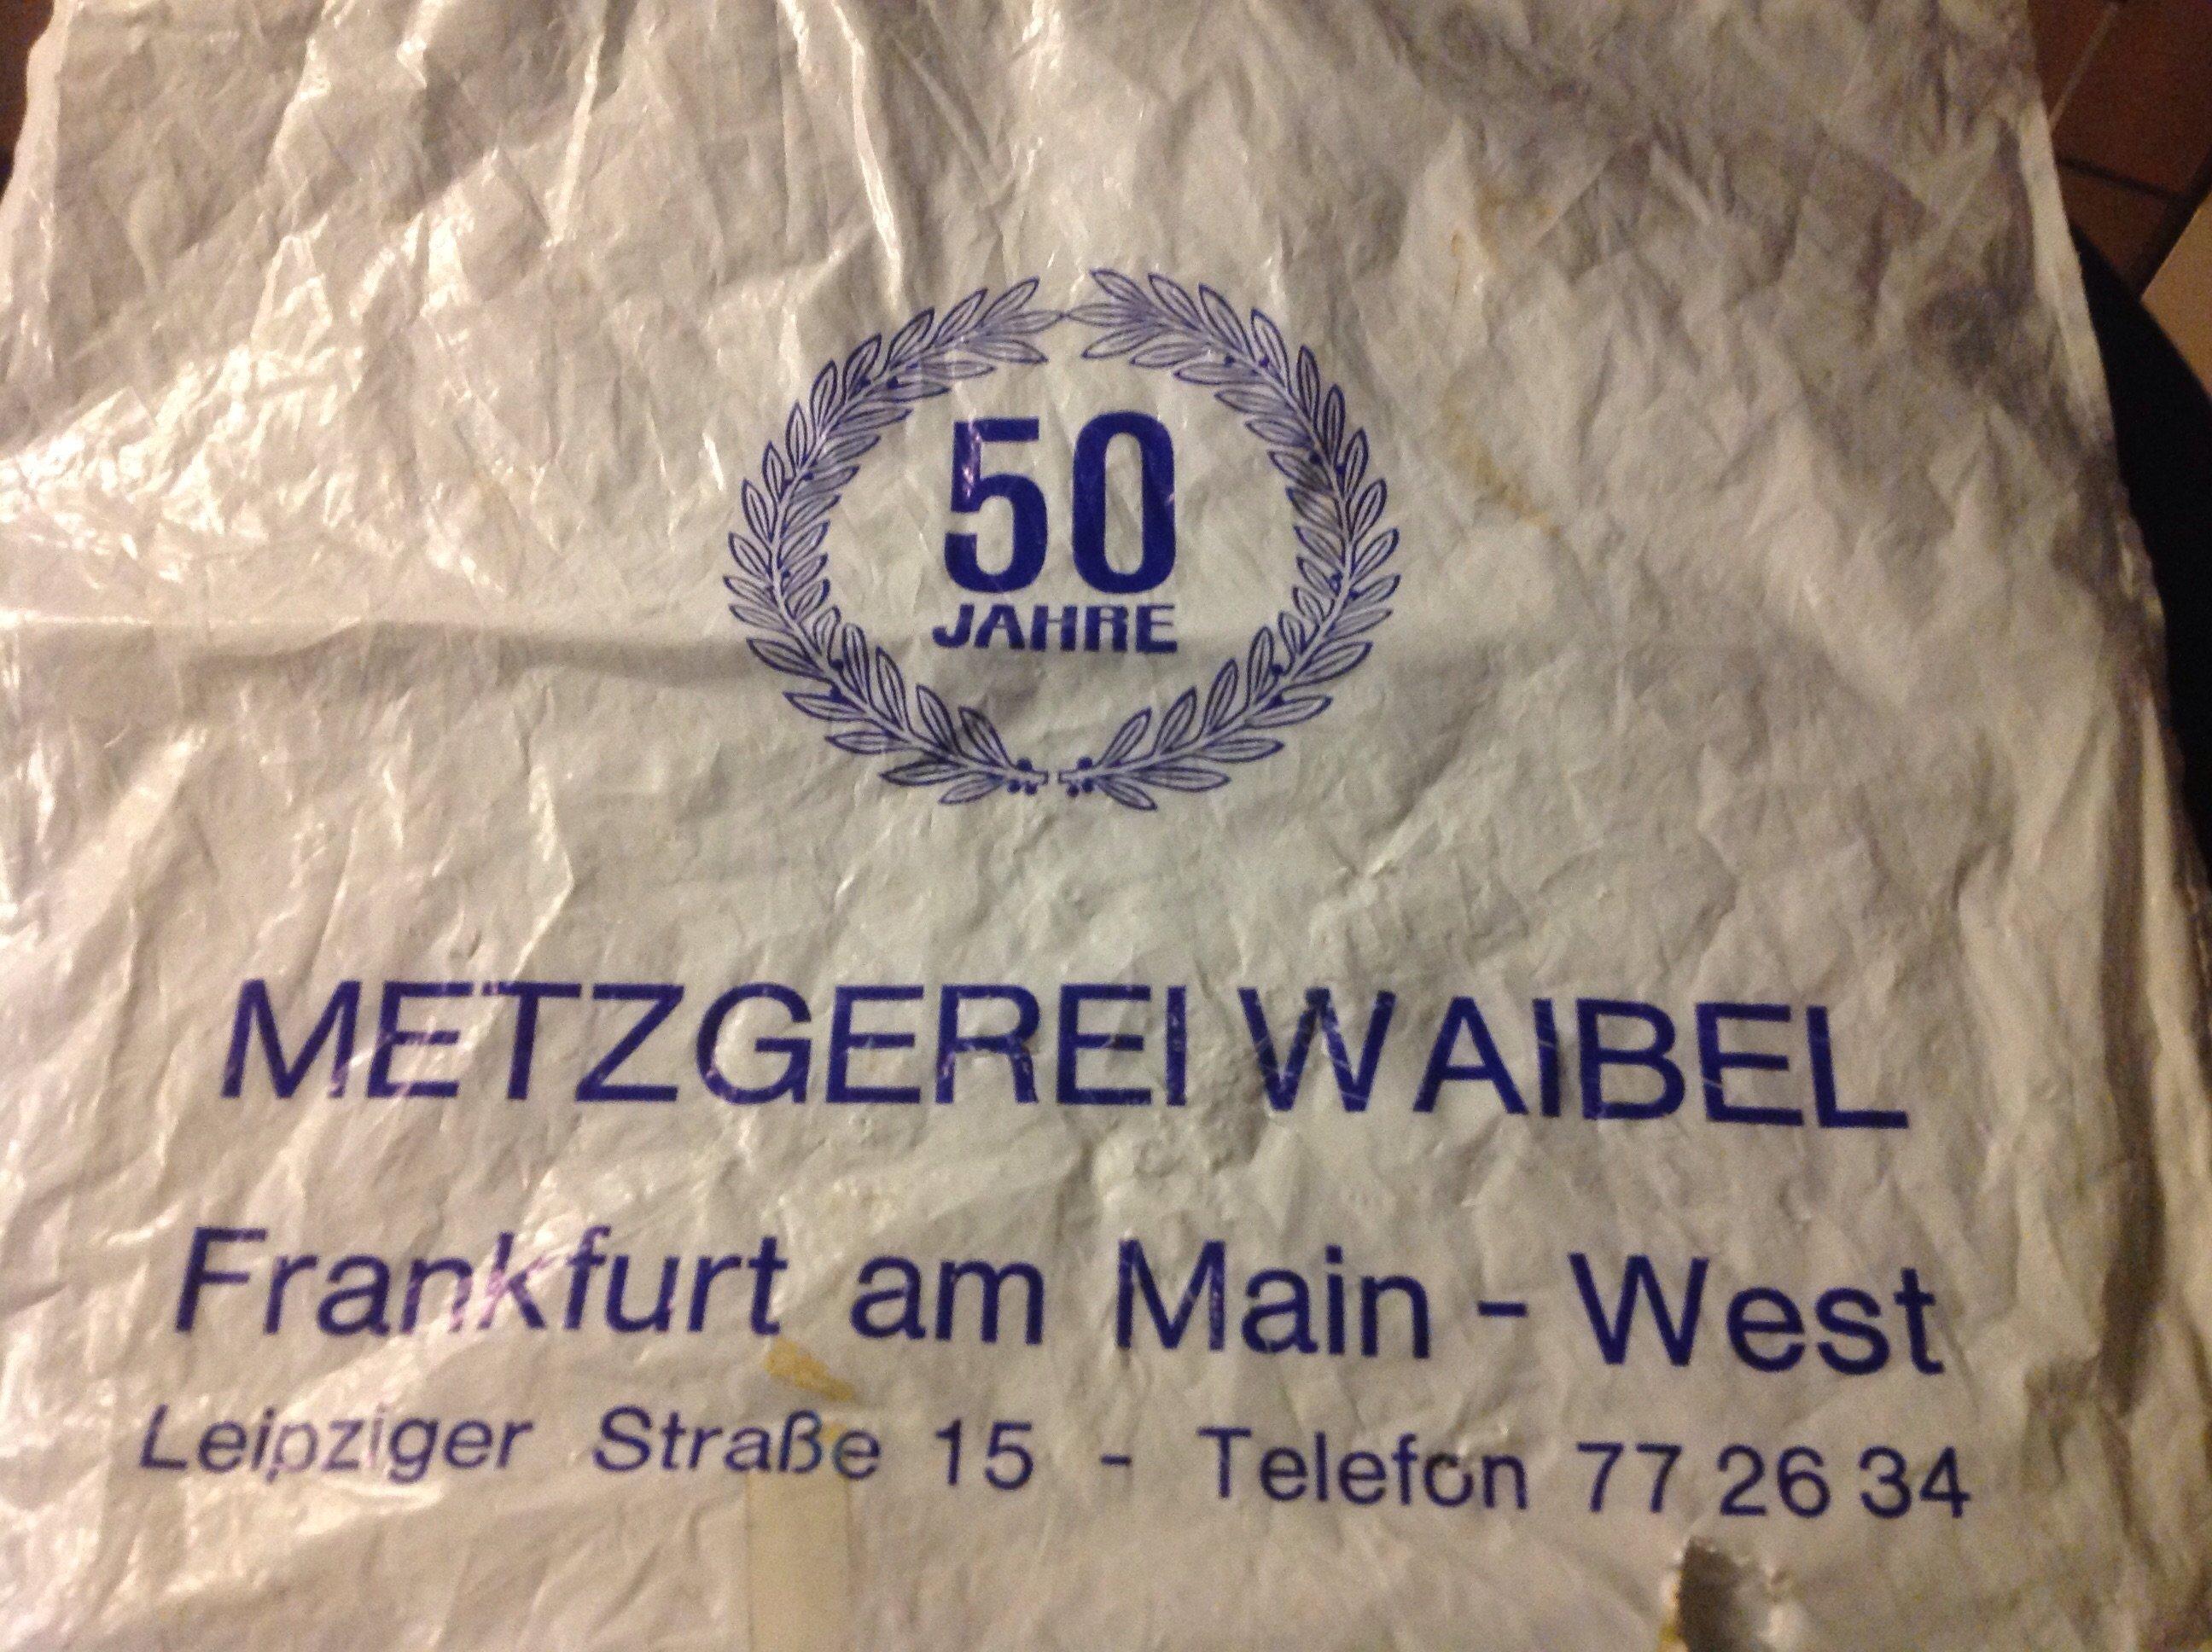 50
JAHRE
METZGEREI WAIBEL
Frankfurt am Main - West
Leipziger Straße 15 - Telefon 77 26 34